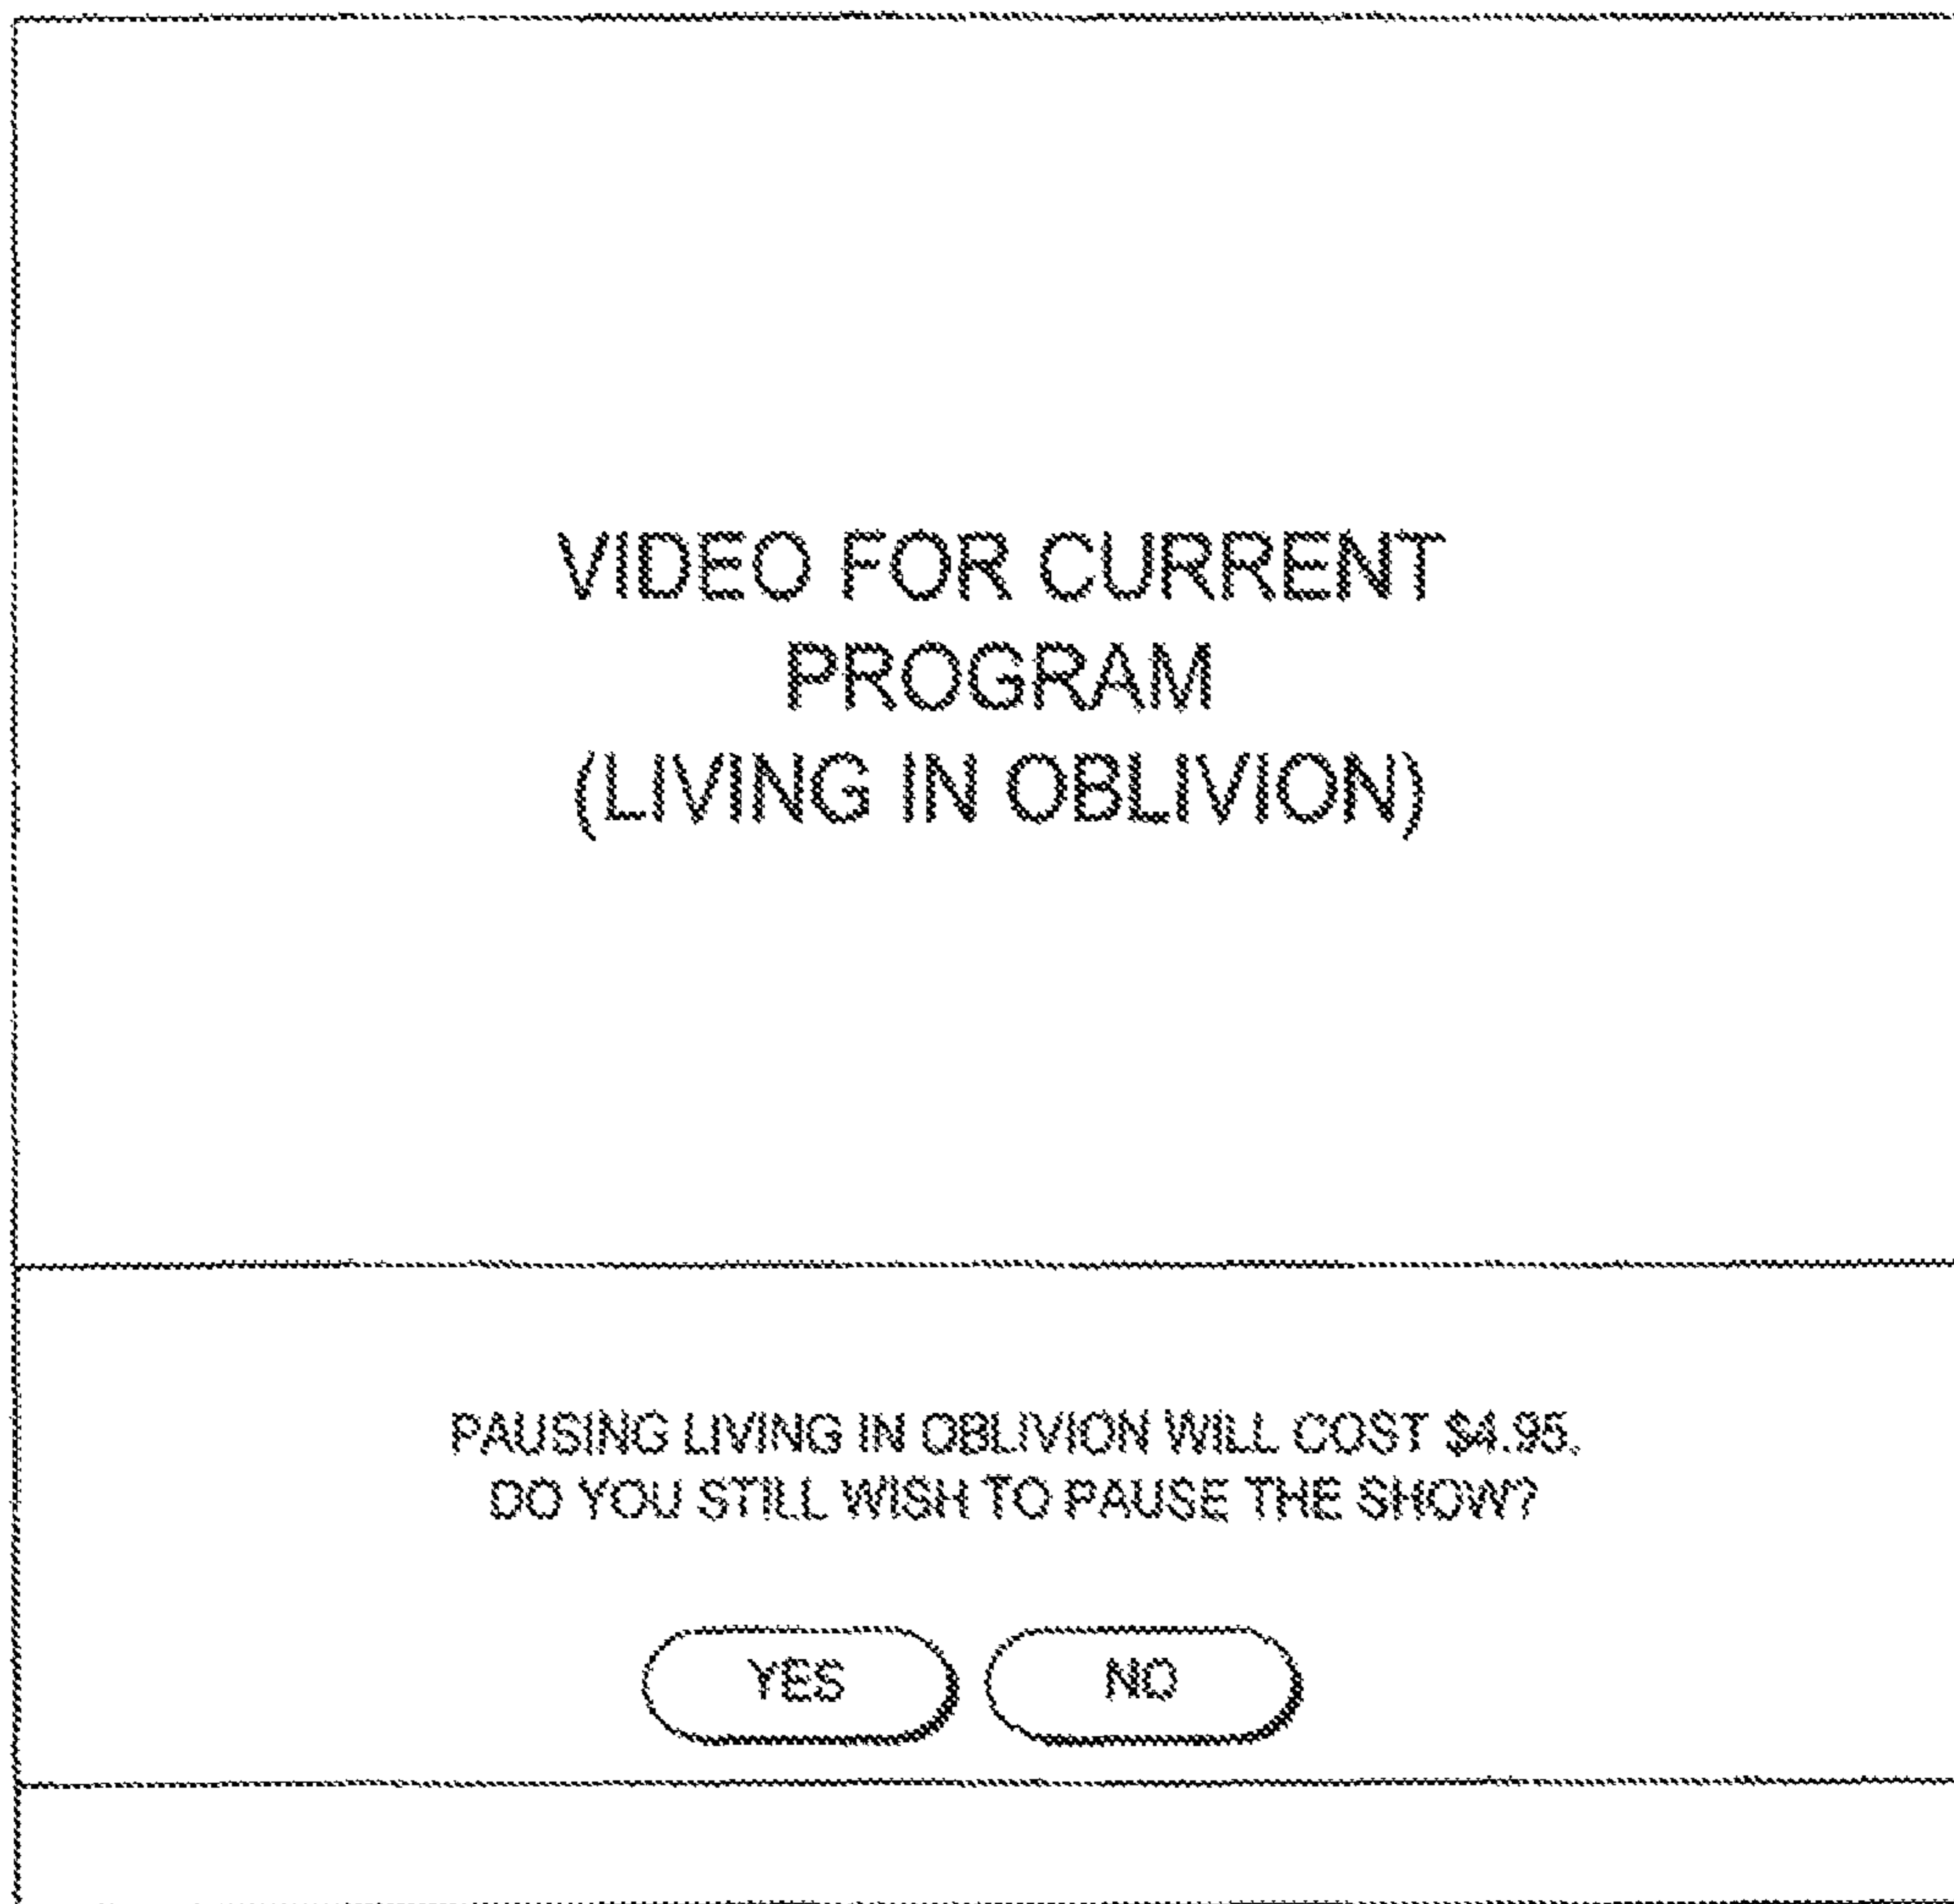 VIDEO FOR CURRENT
PROGRAM
(LIVING IN OBLIVION)
PAUSING LIVING IN OBLIVION WILL COST $4.95.
DO YOU STILL WISH TO PAUSE THE SHOW?
YES NO